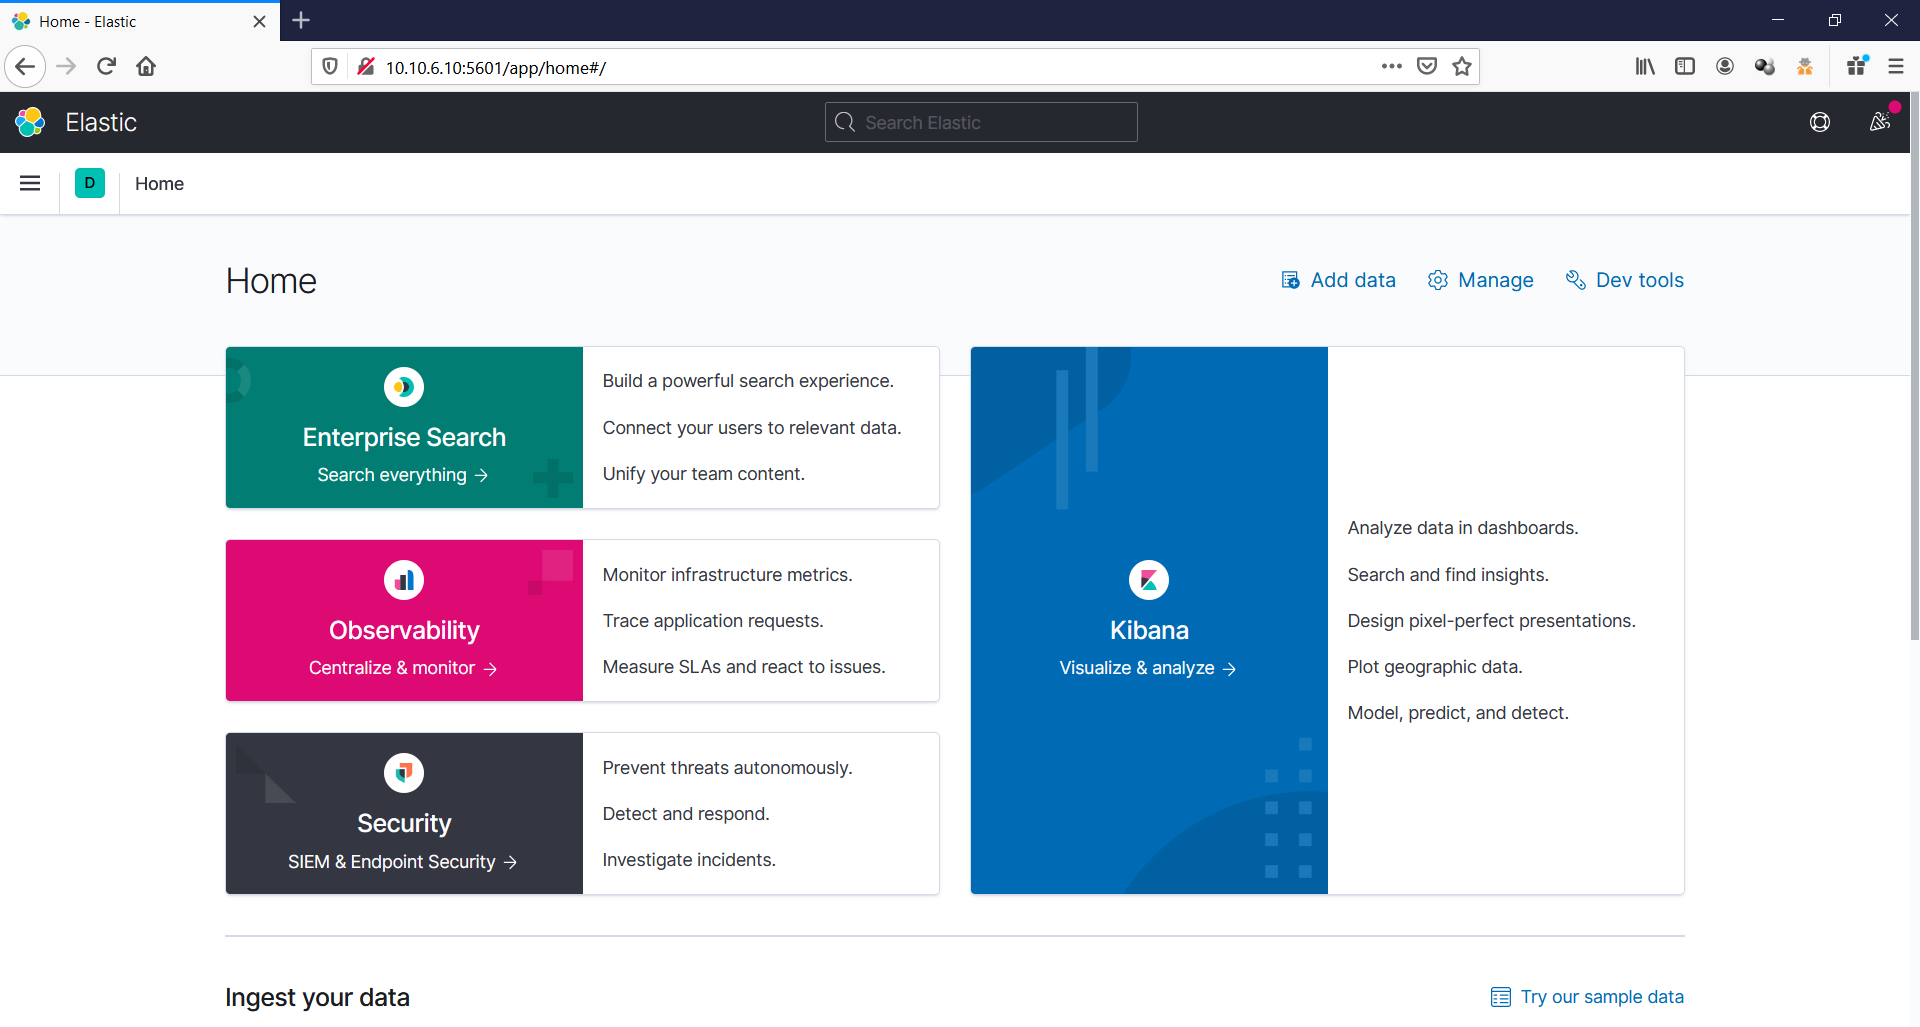 Home - Elastic
10.10.6.10:5601/app/home#/
Elastic
Search Elastic
D
Home
Home
Add data
Manage
Dev tools
Enterprise Search
Search everything →
Build a powerful search experience.
Connect your users to relevant data.
Unify your team content.
Observability
Centralize & monitor →
Monitor infrastructure metrics.
Trace application requests.
Measure SLAs and react to issues.
Security
SIEM & Endpoint Security →
Prevent threats autonomously.
Detect and respond.
Investigate incidents.
Kibana
Visualize & analyze →
Analyze data in dashboards.
Search and find insights.
Design pixel-perfect presentations.
Plot geographic data.
Model, predict, and detect.
Ingest your data
Try our sample data